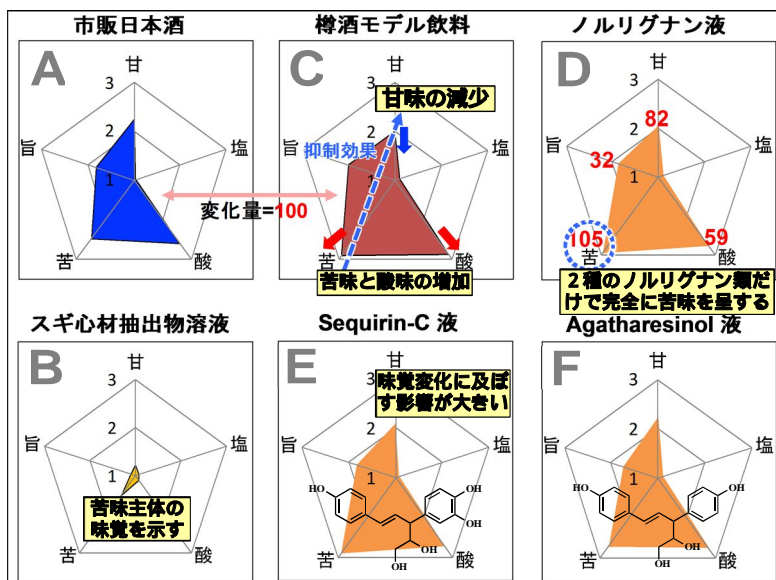 市販日本酒
A
甘
3
2
1
旨
塩
苦
酸
樽酒モデル飲料
C
甘
3
甘味の減少
2
抑制効果
1
旨
塩
変化量=100
苦
酸
苦味と酸味の増加
ノルリグナン液
D
甘
3
82
2
32
1
旨
塩
105
59
苦
酸
2種のノルリグナン類だ
けで完全に苦味を呈する
スギ心材抽出物溶液
B
甘
3
2
1
旨
塩
苦味主体の
味覚を示す
苦
酸
Sequirin-C 液
E
甘
3
味覚変化に及ぼ
す影響が大きい
2
1
旨
塩
HO
OH
OH
OH
OH
苦
酸
Agatharesinol 液
F
甘
3
2
1
旨
塩
HO
OH
OH
OH
苦
酸